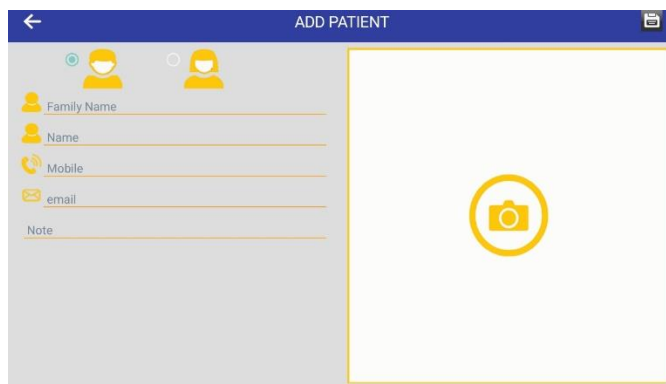 ADD PATIENT
Family Name
Name
Mobile
email
Note